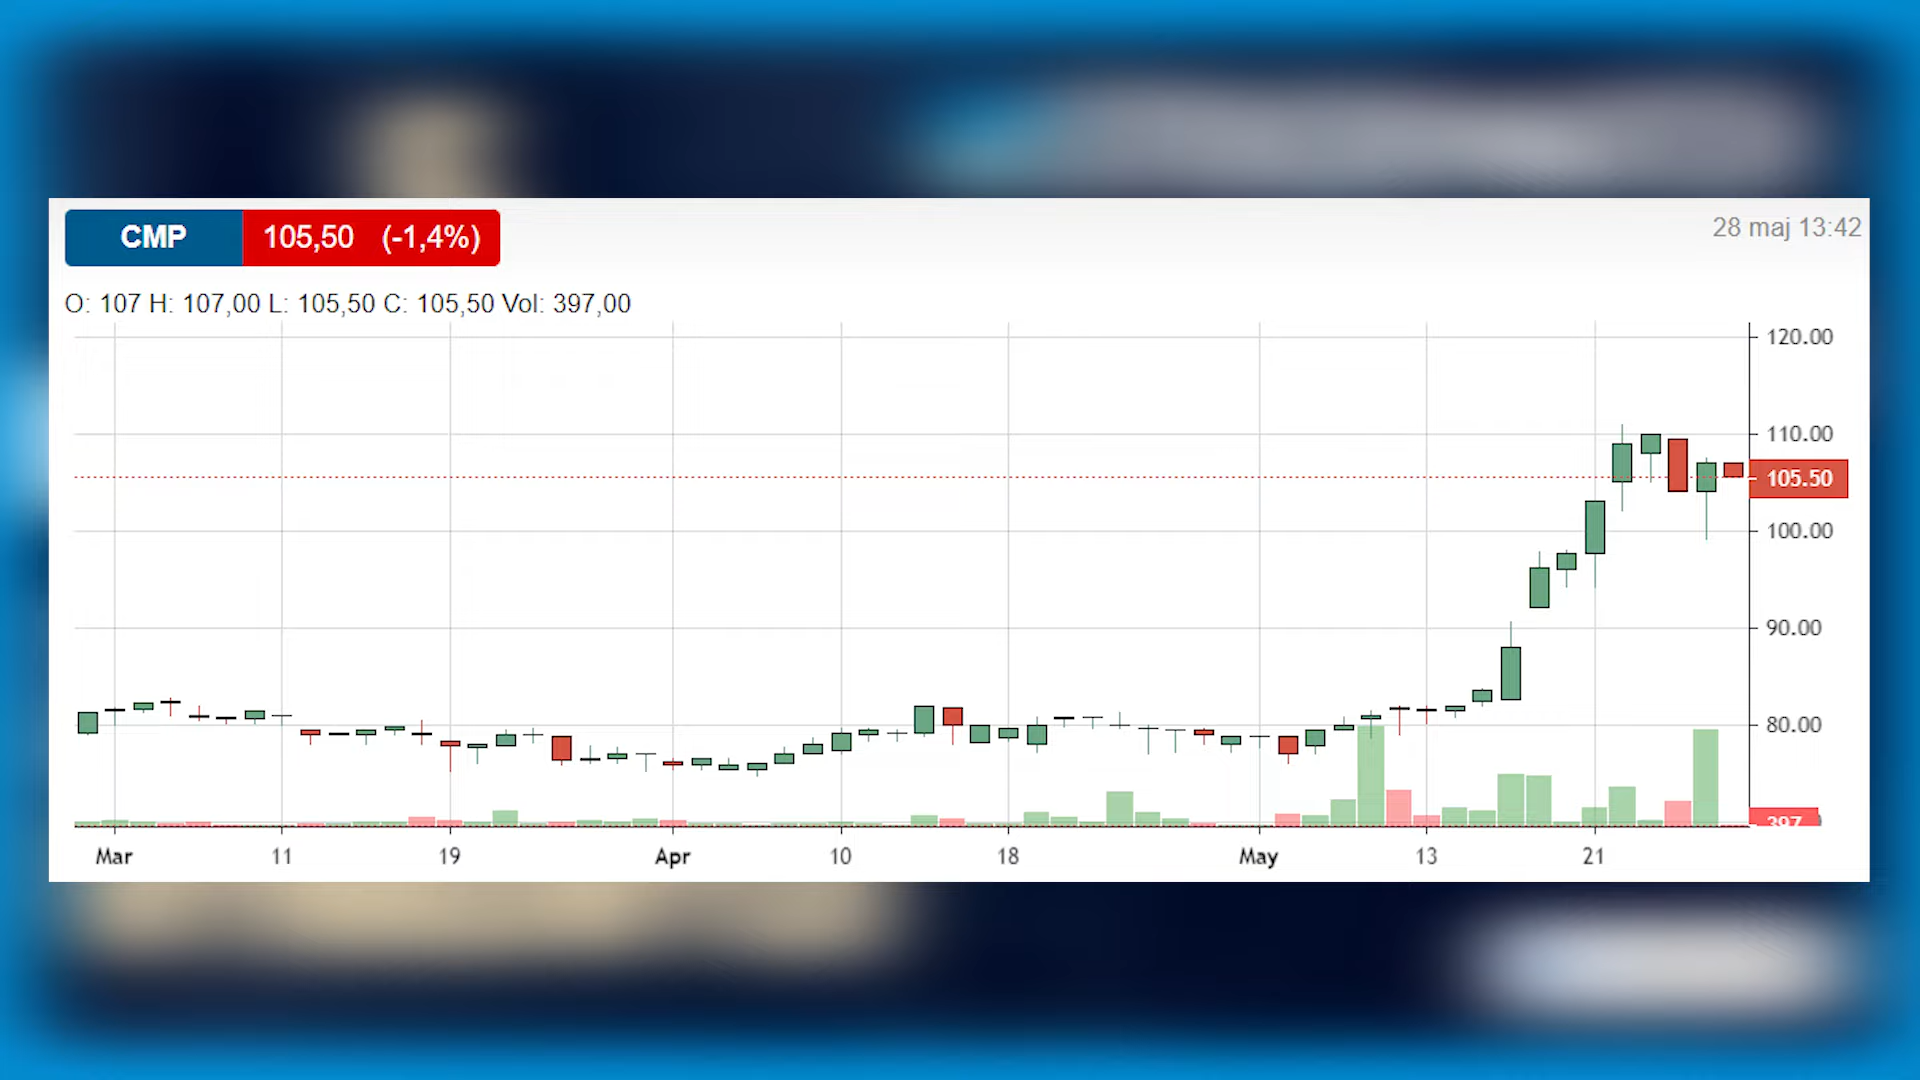 CMP 105,50 (-1,4%)
28 maj 13:42
O: 107 H: 107,00 L: 105,50 C: 105,50 Vol: 397,00
120.00
110.00
105.50
100.00
90.00
80.00
397
Mar 11 19 Apr 10 18 May 13 21